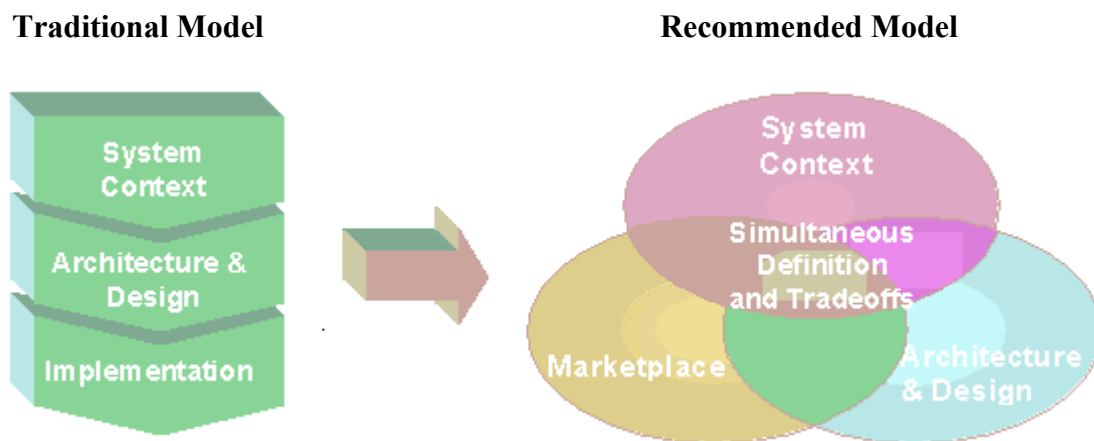 Traditional Model
Recommended Model
System
Context
Architecture &
Design
Implementation
System
Context
Simultaneous
Definition
and Tradeoffs
Marketplace
Architecture
& Design